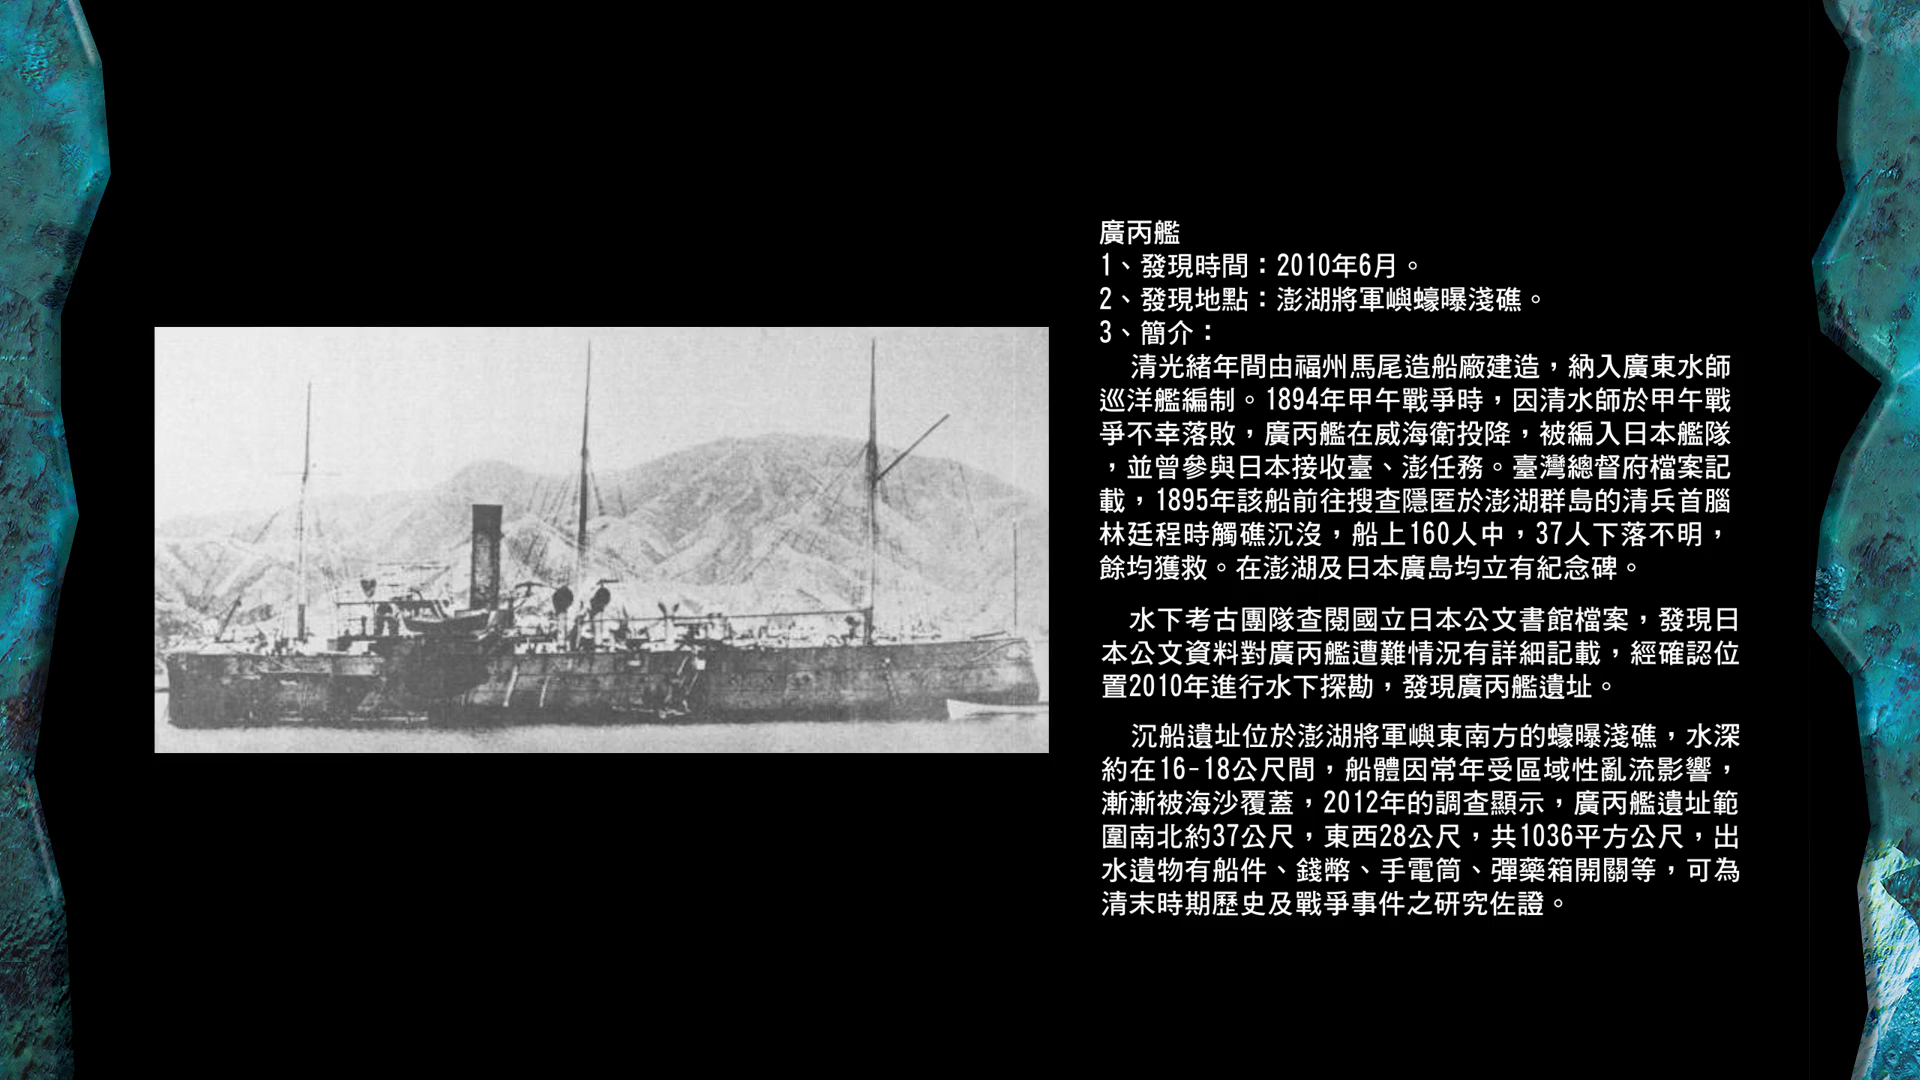 廣丙艦
1、發現時間：2010年6月。
2、發現地點：澎湖將軍嶼蠔曝淺礁。
3、簡介：
清光緒年間由福州馬尾造船廠建造，納入廣東水師
巡洋艦編制。1894年甲午戰爭時，因清水師於甲午戰
爭不幸落敗，廣丙艦在威海衛投降，被編入日本艦隊
，並曾參與日本接收臺、澎任務。臺灣總督府檔案記
載，1895年該船前往搜查隱匿於澎湖群島的清兵首腦
林廷程時觸礁沉沒，船上160人中，37人下落不明，
餘均獲救。在澎湖及日本廣島均立有紀念碑。
水下考古團隊查閱國立日本公文書館檔案，發現日
本公文資料對廣丙艦遭難情況有詳細記載，經確認位
置2010年進行水下探勘，發現廣丙艦遺址。
沉船遺址位於澎湖將軍嶼東南方的蠔曝淺礁，水深
約在16-18公尺間，船體因常年受區域性亂流影響，
漸漸被海沙覆蓋，2012年的調查顯示，廣丙艦遺址範
圍南北約37公尺，東西28公尺，共1036平方公尺，出
水遺物有船件、錢幣、手電筒、彈藥箱開關等，可為
清末時期歷史及戰爭事件之研究佐證。